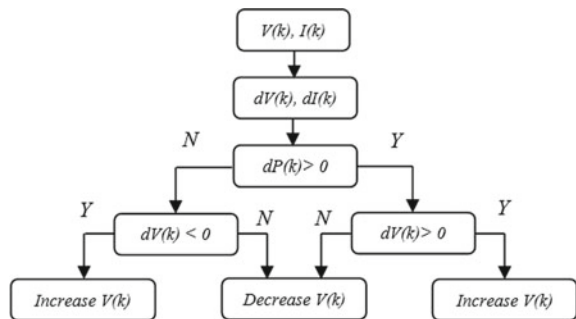 V(k), I(k)
dV(k), dI(k)
N
Y
dP(k)> 0
Y
dV(k) < 0
N
N
dV(k)> 0
Y
Increase V(k)
Decrease V(k)
Increase V(k)